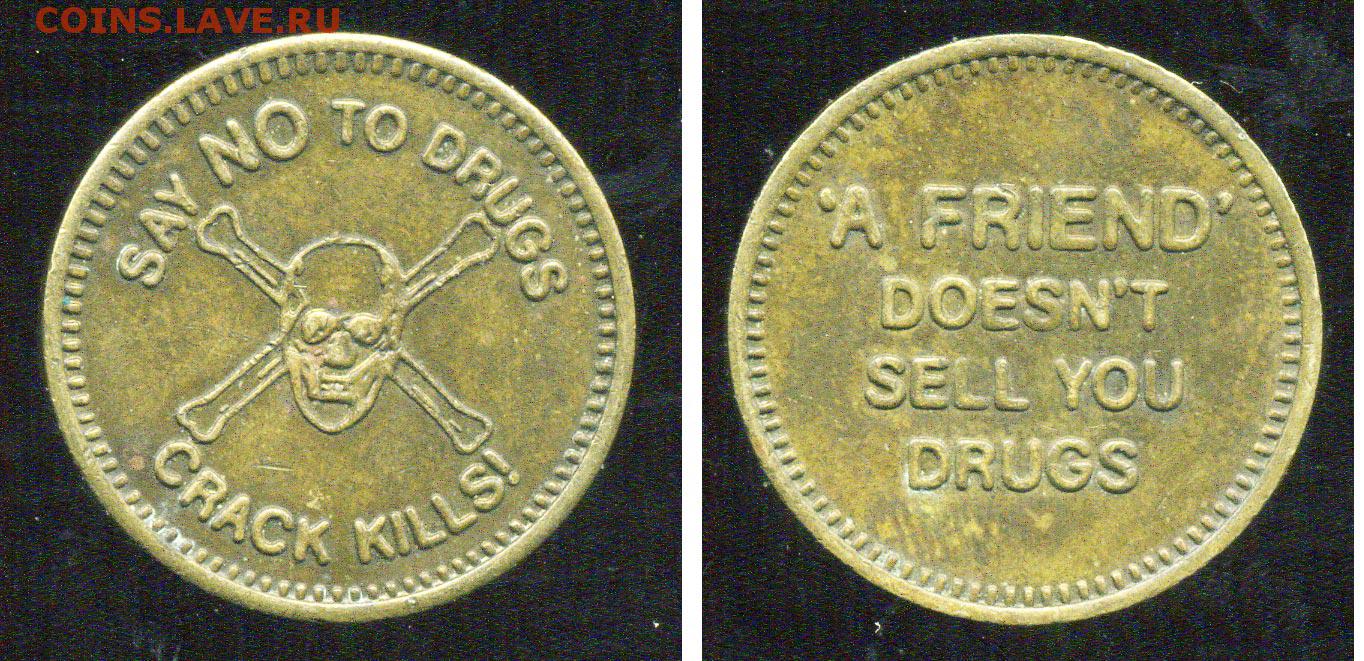 COINS.LAVE.RU
SAY NO TO DRUGS
CRACK KILLS!
'A FRIEND'
DOESN'T
SELL YOU
DRUGS